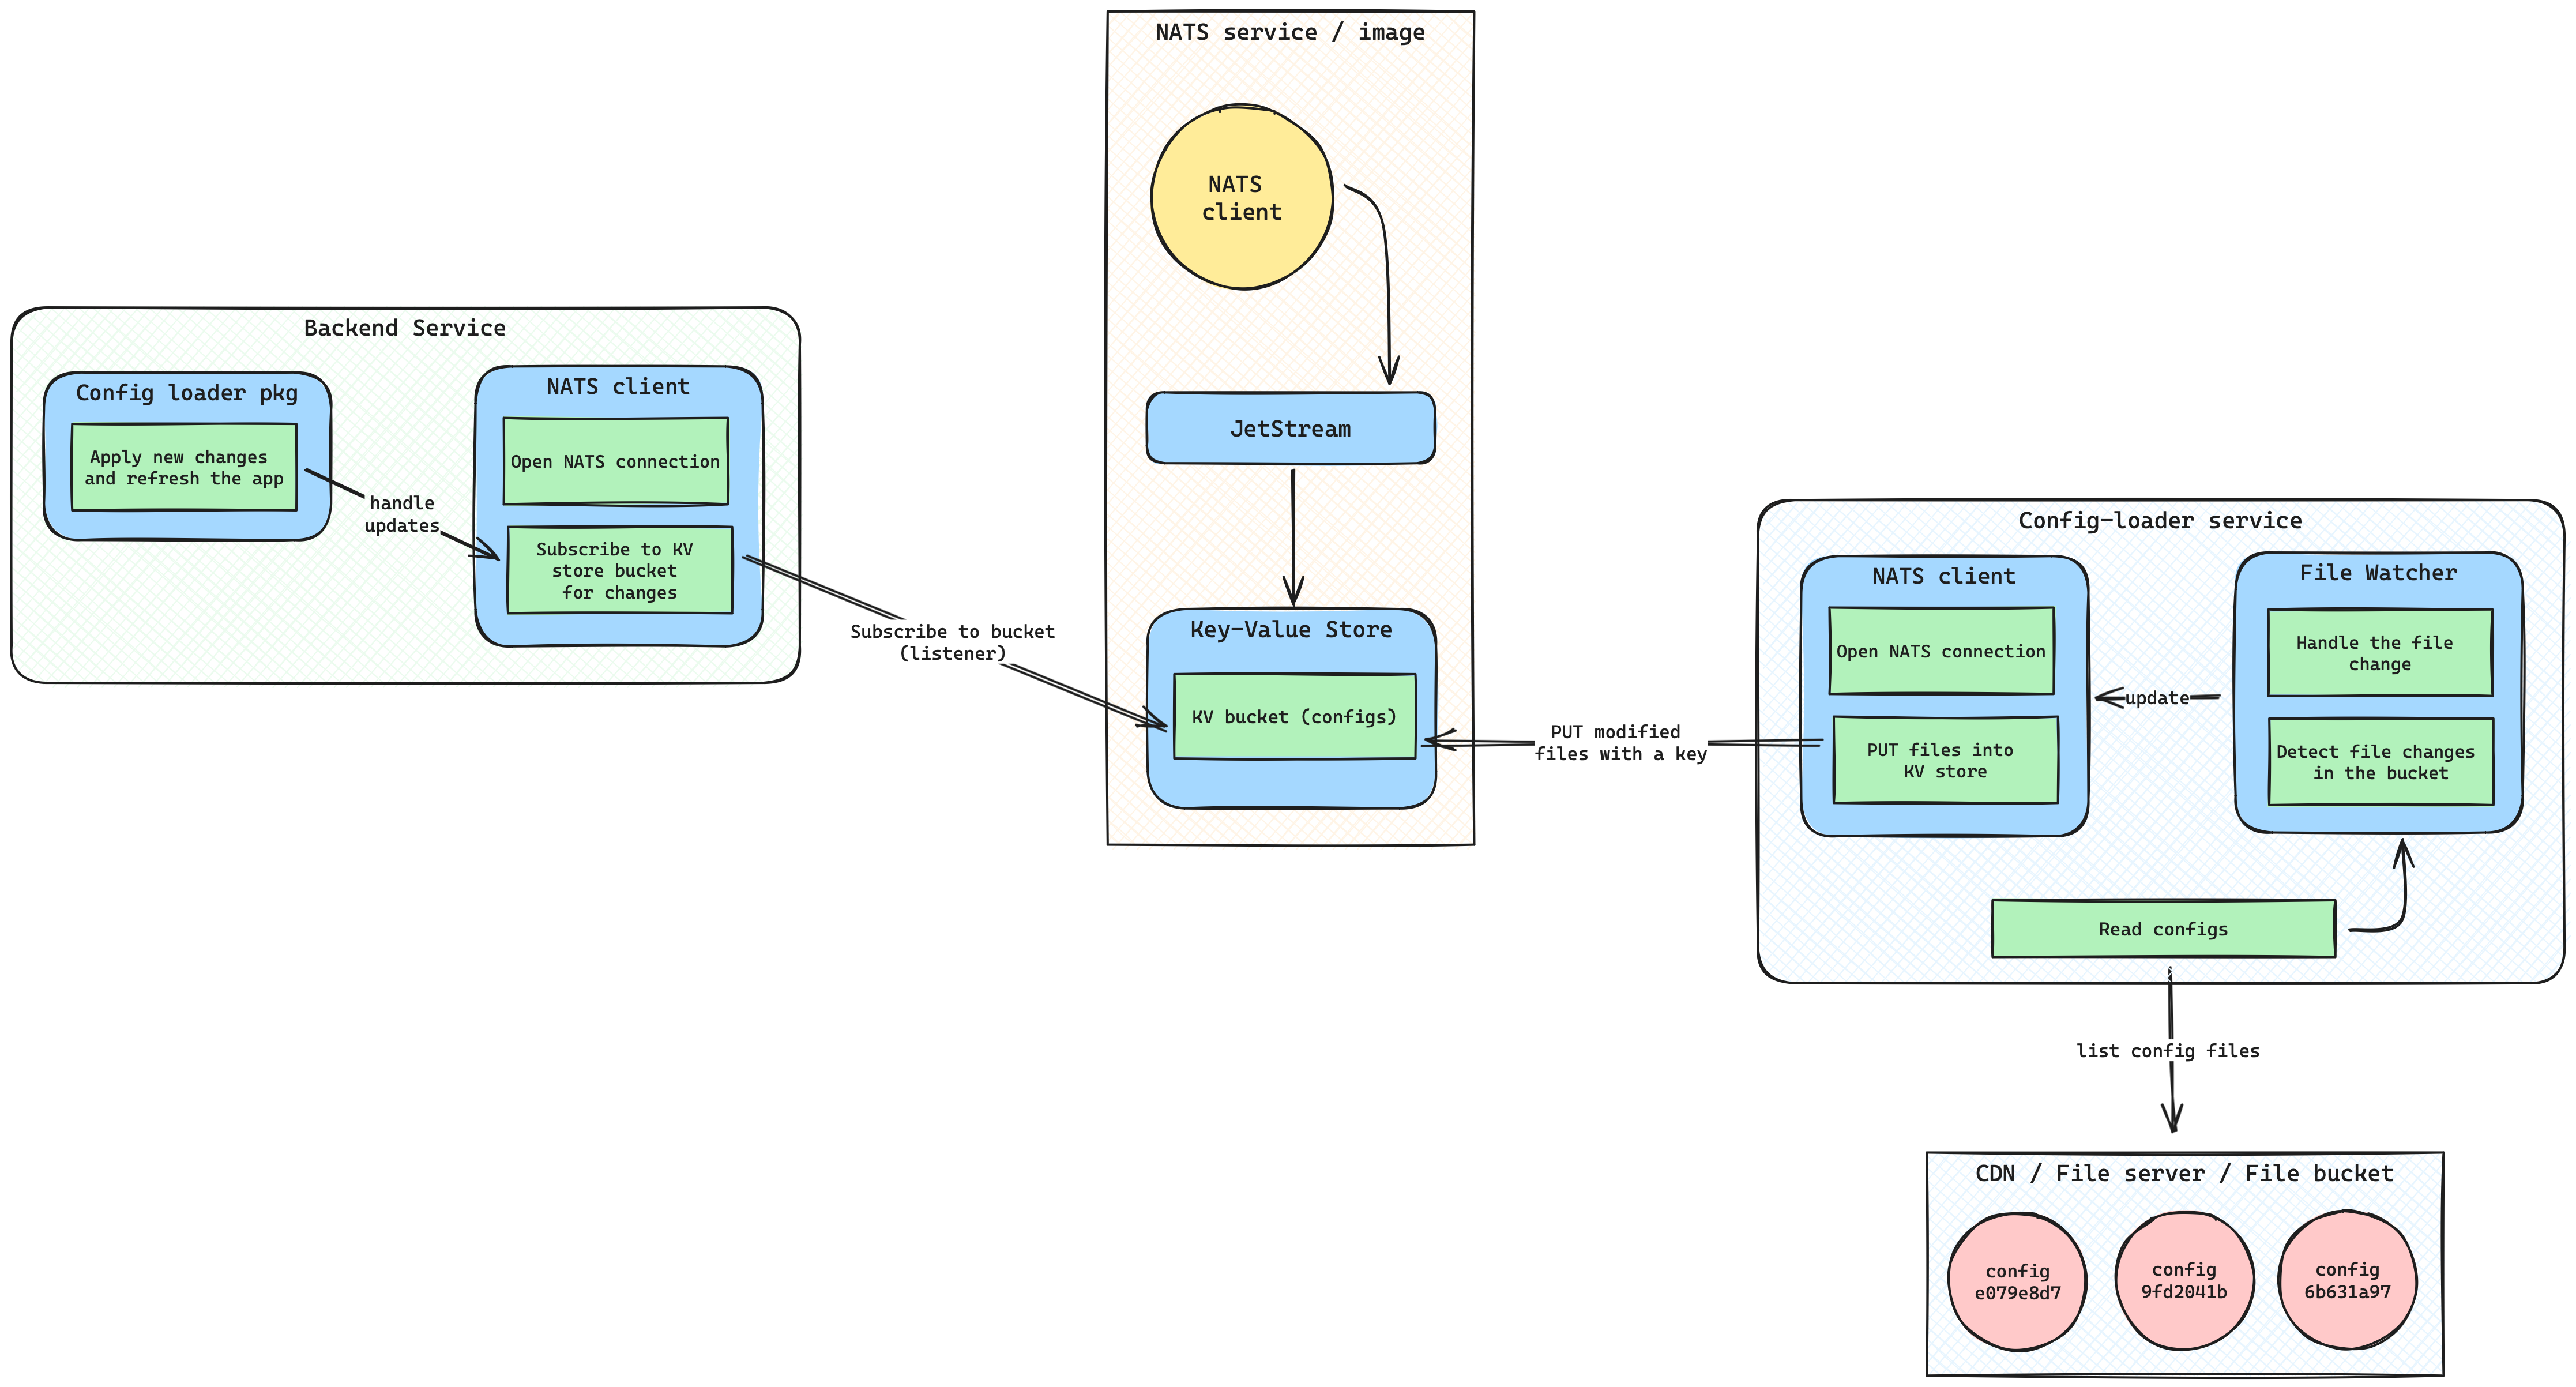 NATS service / image
NATS
client
JetStream
Key-Value Store
KV bucket (configs)
Backend Service
Config loader pkg
Apply new changes
and refresh the app
handle
updates
NATS client
Open NATS connection
Subscribe to KV
store bucket
for changes
Subscribe to bucket
(listener)
PUT modified
files with a key
Config-loader service
NATS client
Open NATS connection
PUT files into
KV store
update
File Watcher
Handle the file
change
Detect file changes
in the bucket
Read configs
list config files
CDN / File server / File bucket
config
e079e8d7
config
9fd2041b
config
6b631a97